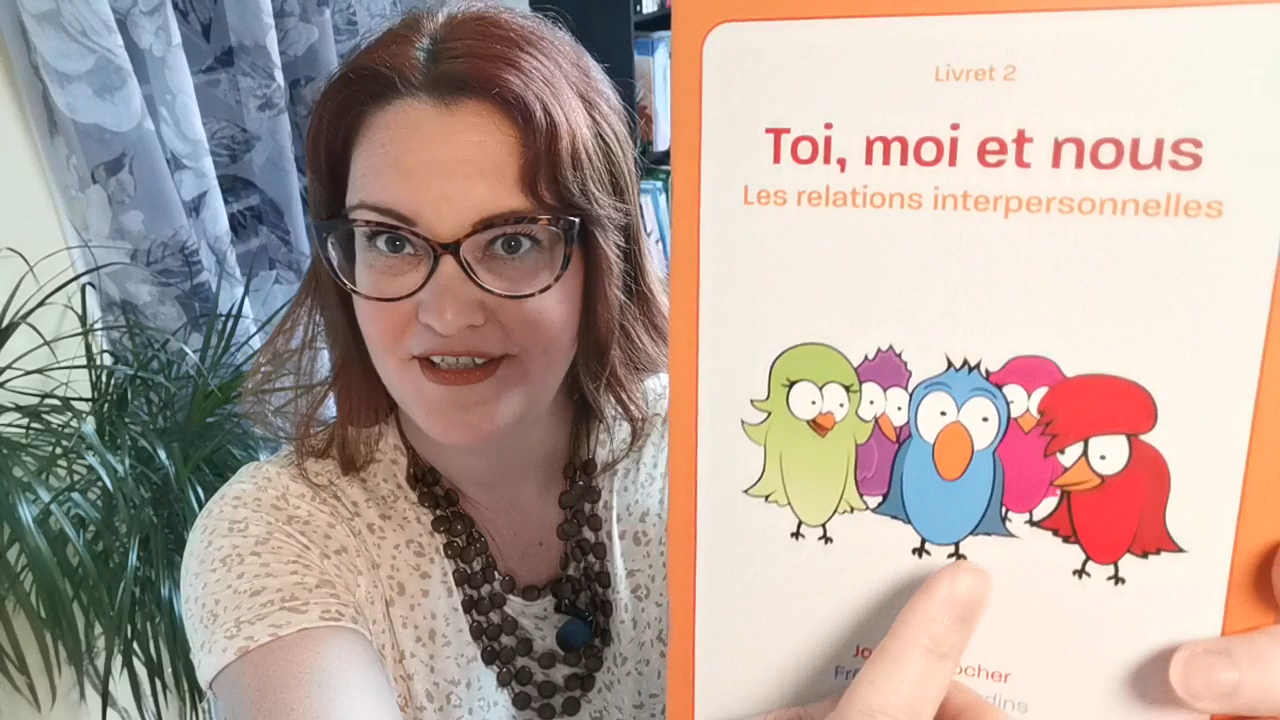 Livret 2
Toi, moi et nous
Les relations interpersonnelles